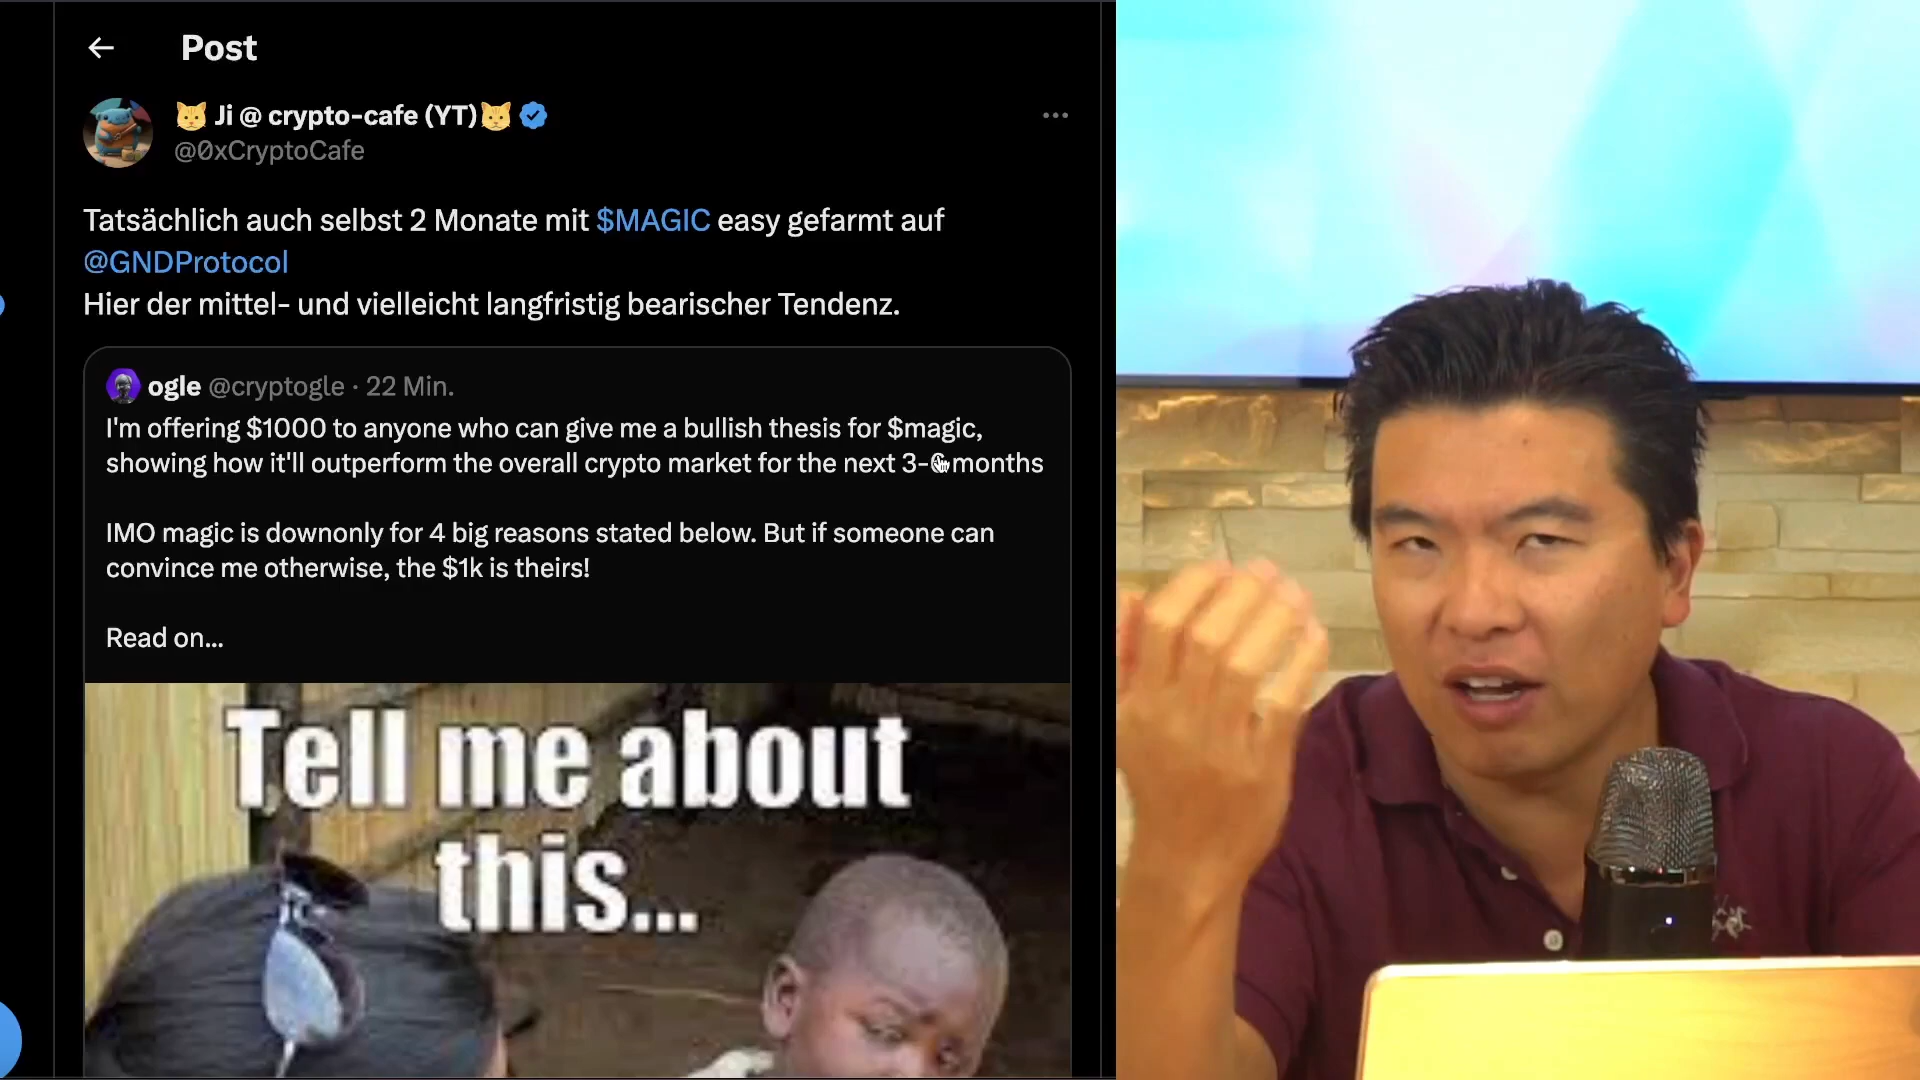 Post
Ji @ crypto-cafe (YT)
@0xCryptoCafe
Tatsächlich auch selbst 2 Monate mit $MAGIC easy gefarmt auf
@GNDProtocol
Hier der mittel- und vielleicht langfristig bearischer Tendenz.
ogle @cryptogle · 22 Min.
I'm offering $1000 to anyone who can give me a bullish thesis for $magic,
showing how it'll outperform the overall crypto market for the next 3-6 months
IMO magic is downonly for 4 big reasons stated below. But if someone can
convince me otherwise, the $1k is theirs!
Read on...
Tell me about
this...